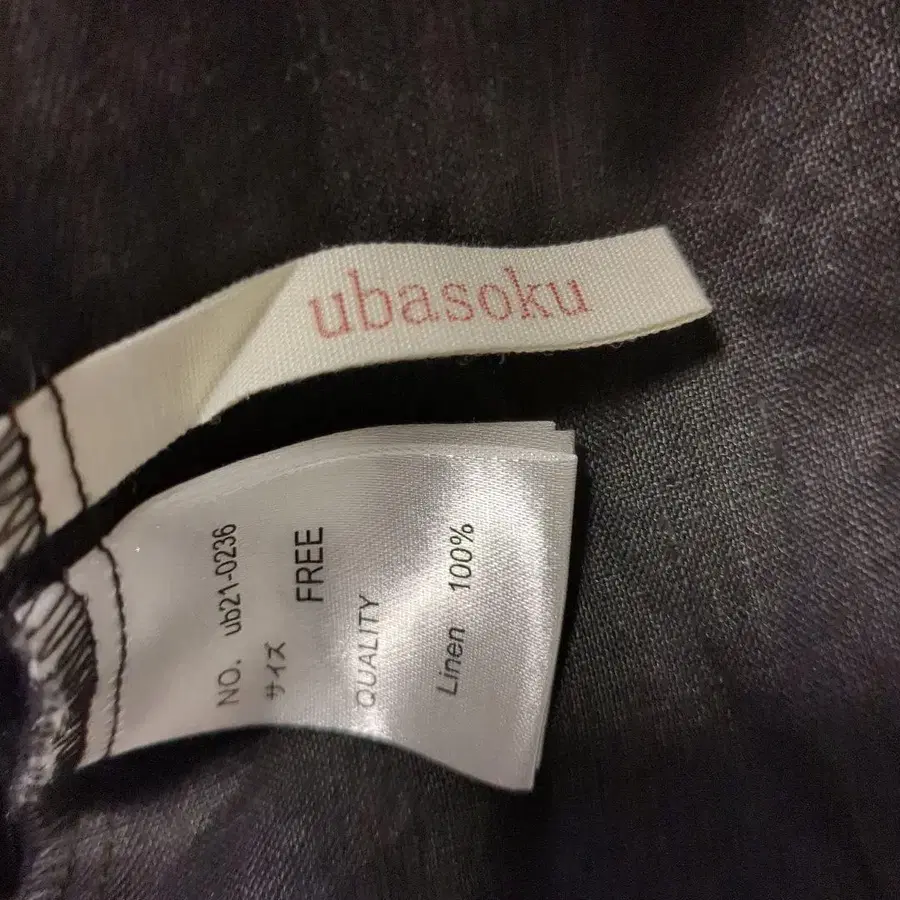 ubasoku
NO. ub21-0236
サイズ
FREE
QUALITY
Linen 100%